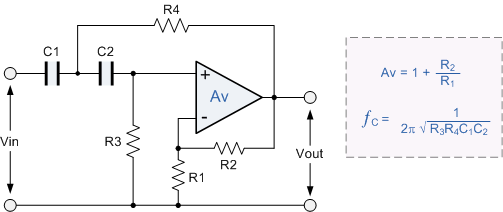 R4
C1
C2
+
Av
-
R3
Vin
R2
Vout
R1
Av = 1 + R2/R1
fC = 1/2π √R3R4C1C2